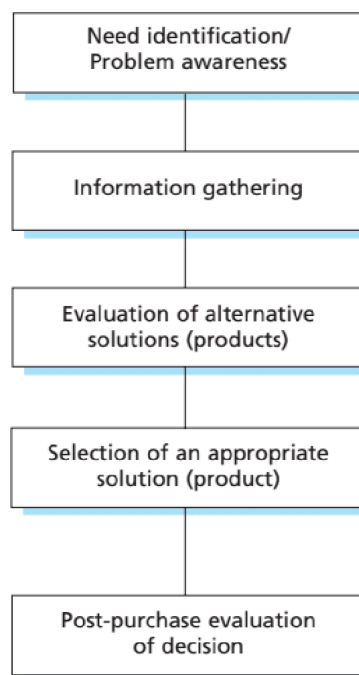 Need identification/
Problem awareness
Information gathering
Evaluation of alternative
solutions (products)
Selection of an appropriate
solution (product)
Post-purchase evaluation
of decision